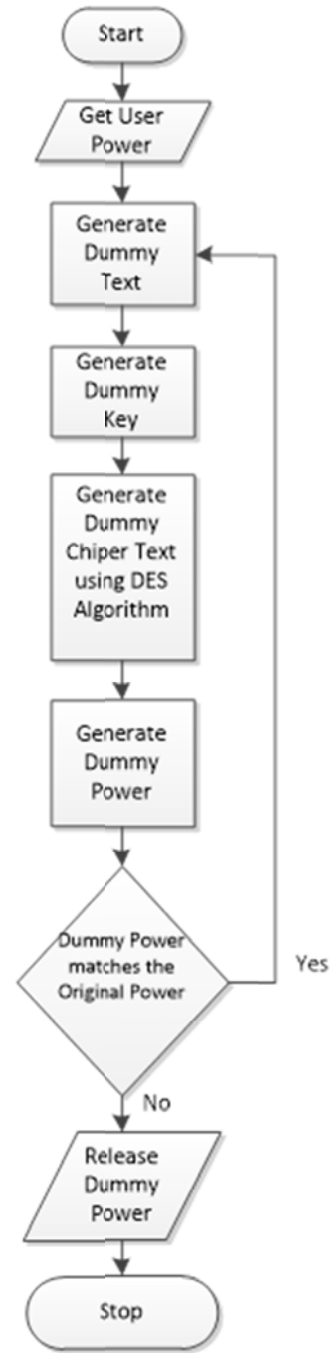 Start
Get User
Power
Generate
Dummy
Text
Generate
Dummy
Key
Generate
Dummy
Chiper Text
using DES
Algorithm
Generate
Dummy
Power
Dummy Power
matches the
Original Power
Yes
No
Release
Dummy
Power
Stop